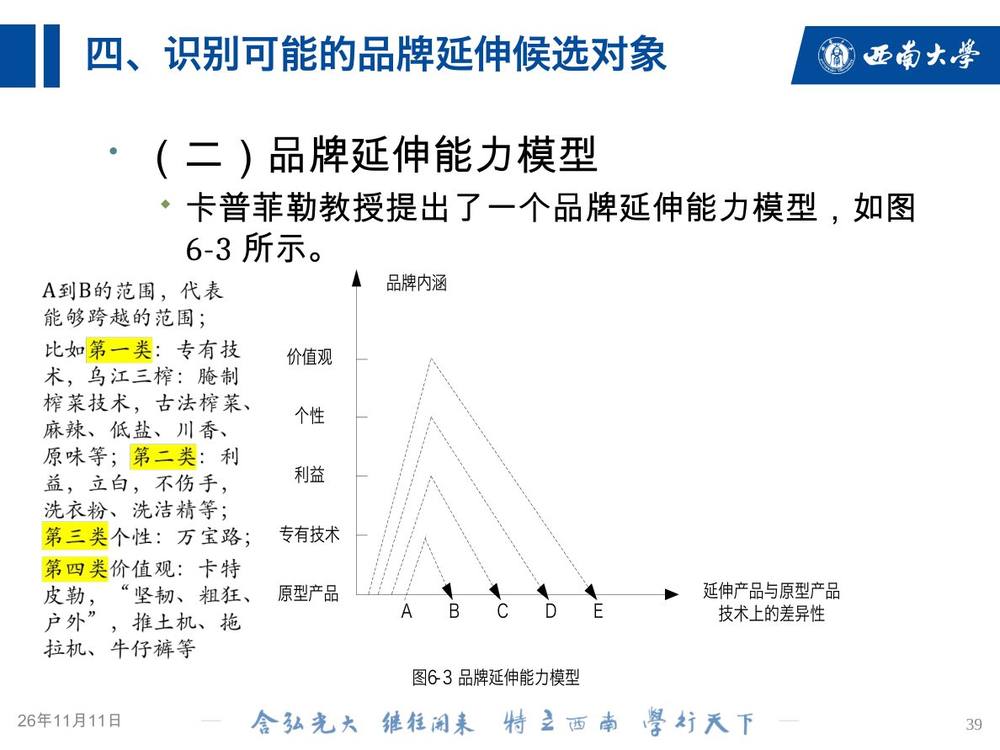 四、识别可能的品牌延伸候选对象
西南大学
（二）品牌延伸能力模型
卡普菲勒教授提出了一个品牌延伸能力模型，如图
6-3 所示。
A到B的范围，代表
能够跨越的范围；
比如第一类：专有技
术，乌江三榨：腌制
榨菜技术，古法榨菜、
麻辣、低盐、川香、
原味等；第二类：利
益，立白，不伤手，
洗衣粉、洗洁精等；
第三类个性：万宝路；
第四类价值观：卡特
皮勒，“坚韧、粗狂、
户外”，推土机、拖
拉机、牛仔裤等
品牌内涵
价值观
个性
利益
专有技术
原型产品
A B C D E
延伸产品与原型产品
技术上的差异性
图6-3 品牌延伸能力模型
26年11月11日
含弘光大 继往开来 特立西南 学行天下
39